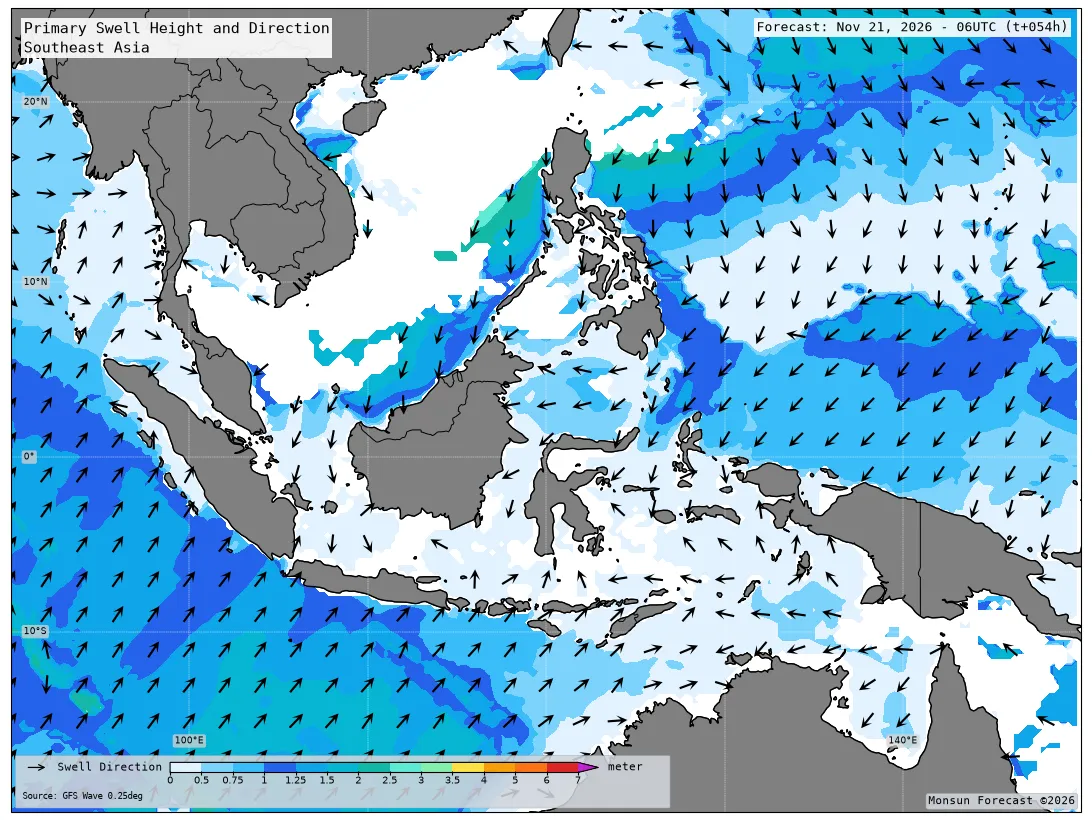 Primary Swell Height and Direction
Southeast Asia
Forecast: Nov 21, 2026 - 06UTC (t+054h)
20°N
10°N
0°
10°S
100°E
140°E
Swell Direction
0 0.5 0.75 1 1.25 1.5 2 2.5 3 3.5 4 5 6 7
meter
Source: GFS Wave 0.25deg
Monsun Forecast ©2026